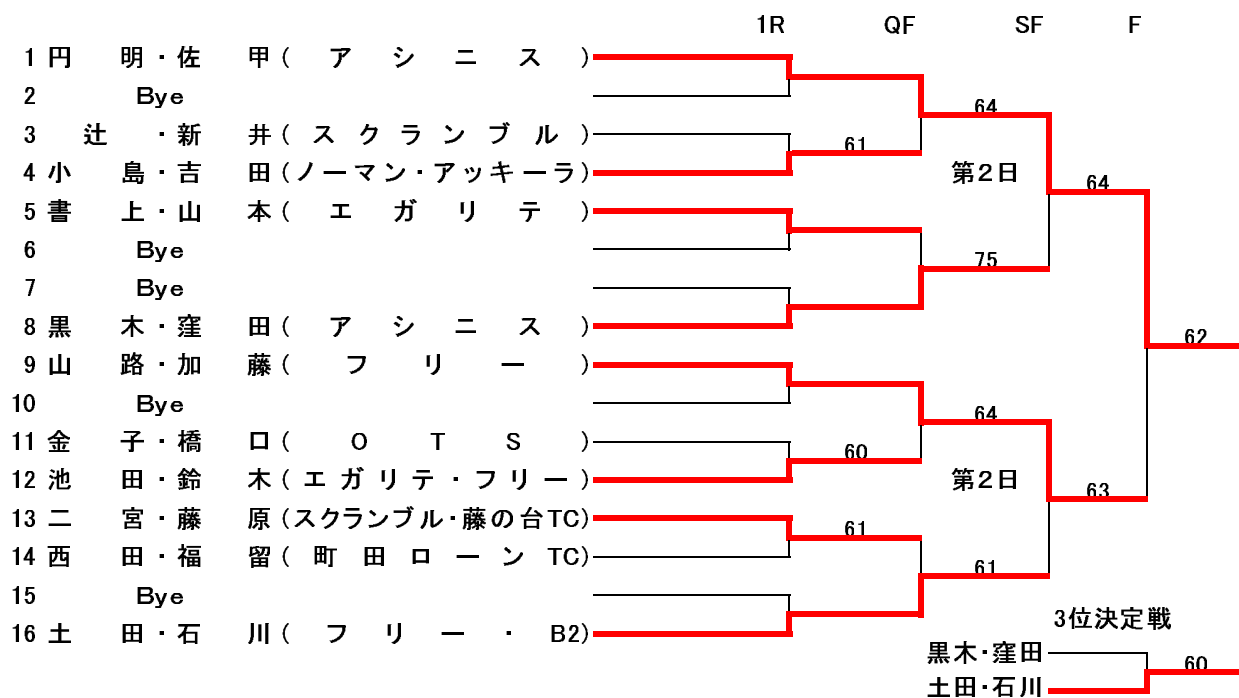 1R QF SF F
1 円 明・佐 甲 ( ア シ ニ ス )
2 Bye
64
3 辻 ・新 井 ( ス ク ラ ン ブ ル )
61
4 小 島・吉 田 (ノーマン・アッキーラ) 第2日
64
5 書 上・山 本 ( エ ガ リ テ )
6 Bye
75
7 Bye
8 黒 木・窪 田 ( ア シ ニ ス )
62
9 山 路・加 藤 ( フ リ ー )
10 Bye
64
11 金 子・橋 口 ( O T S )
60
12 池 田・鈴 木 ( エ ガ リ テ ・ フ リ ー ) 第2日
63
13 二 宮・藤 原 (スクランブル・藤の台TC)
61
14 西 田・福 留 ( 町 田 ロ ー ン TC)
61
15 Bye
3位決定戦
16 土 田・石 川 ( フ リ ー ・ B2)
黒木・窪田
60
土田・石川